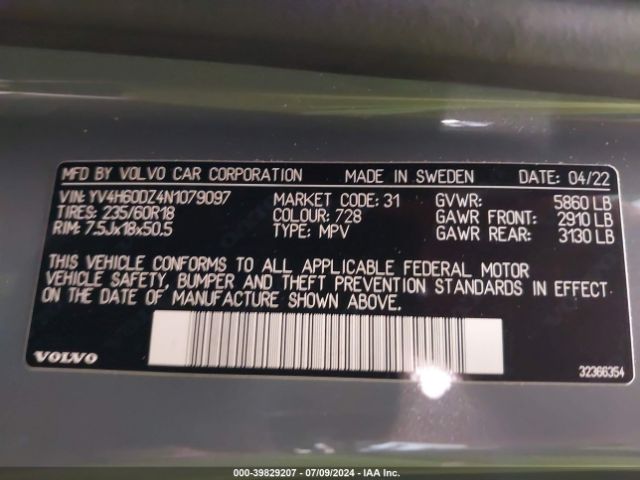 MFD BY VOLVO CAR CORPORATION MADE IN SWEDEN DATE: 04/22
VIN: YV4H60DZ4N1079097 MARKET CODE: 31 GVWR: 5860 LB
TIRES: 235/60R18 COLOUR: 728 GAWR FRONT: 2910 LB
RIM: 7.5Jx18x50.5 TYPE: MPV GAWR REAR: 3130 LB
THIS VEHICLE CONFORMS TO ALL APPLICABLE FEDERAL MOTOR
VEHICLE SAFETY, BUMPER AND THEFT PREVENTION STANDARDS IN EFFECT
ON THE DATE OF MANUFACTURE SHOWN ABOVE.
VOLVO 32366354
000-39829207 - 07/09/2024 - IAA Inc.